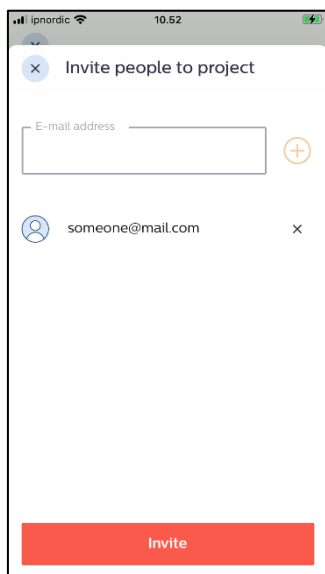 ipnordic 10.52
Invite people to project
E-mail address
someone@mail.com
Invite